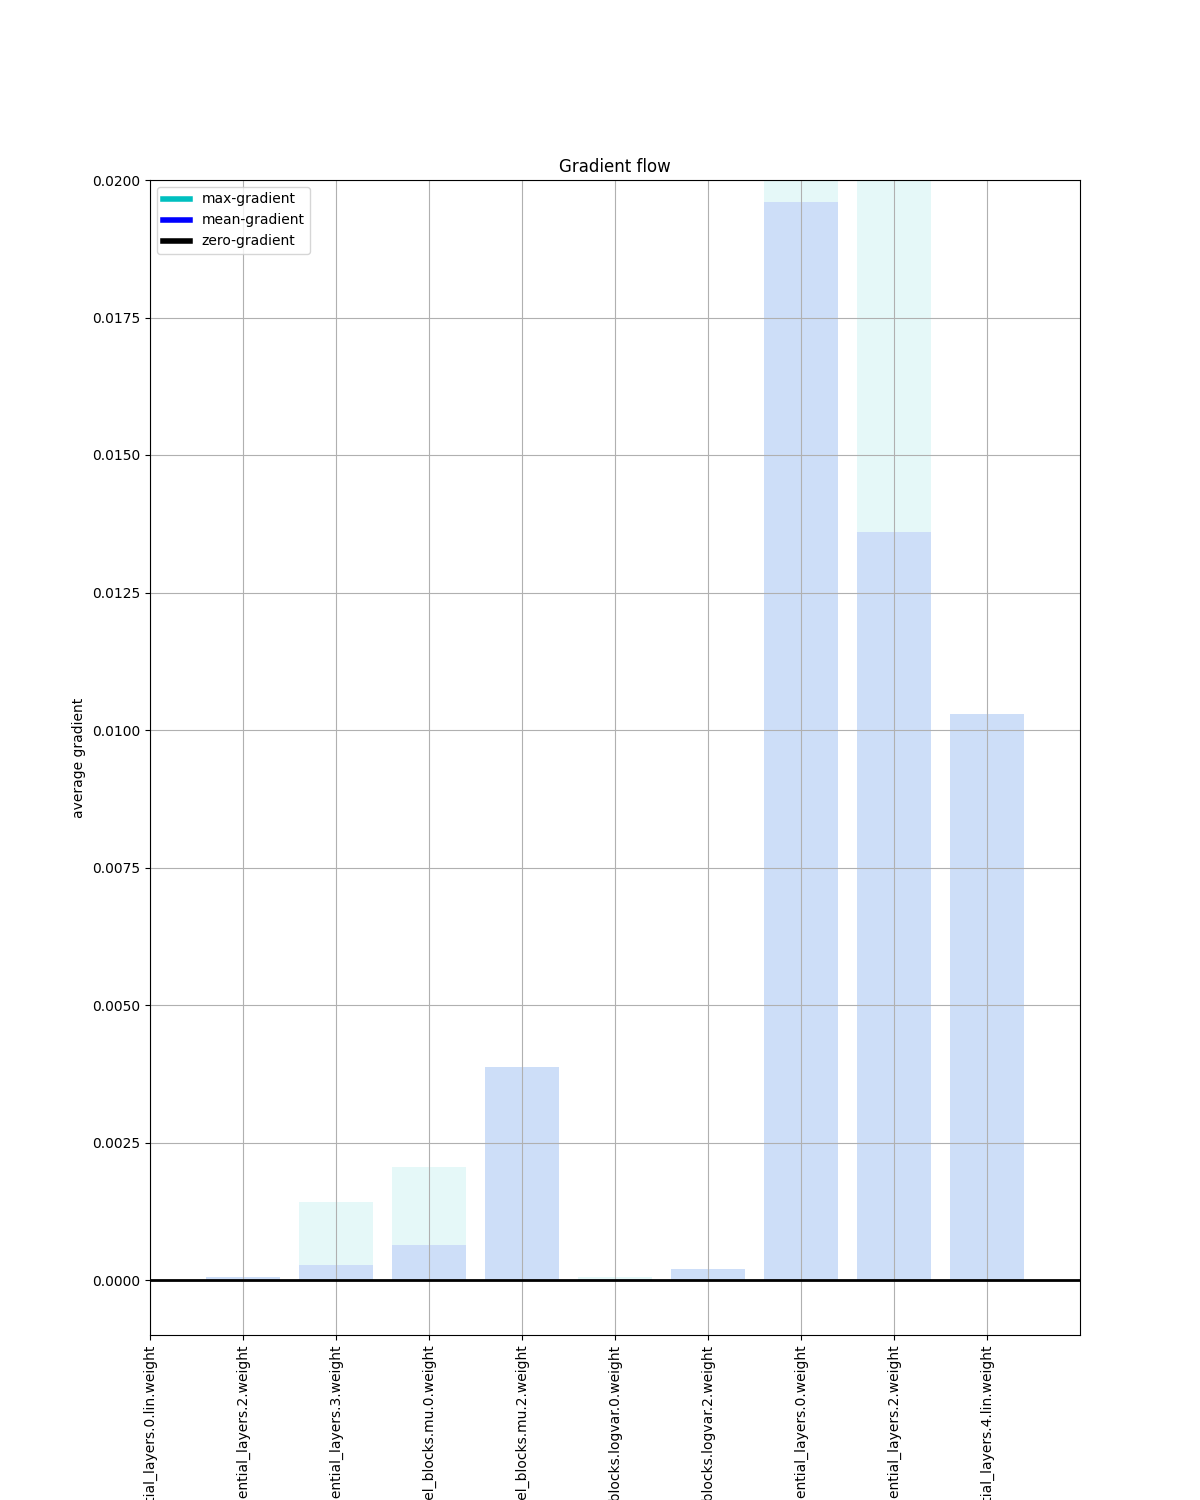 Gradient flow
max-gradient
mean-gradient
zero-gradient
0.0200
0.0175
0.0150
0.0125
0.0100
0.0075
0.0050
0.0025
0.0000
average gradient
tial_layers.0.lin.weight
ential_layers.2.weight
ential_layers.3.weight
el_blocks.mu.0.weight
el_blocks.mu.2.weight
blocks.logvar.0.weight
blocks.logvar.2.weight
ential_layers.0.weight
ential_layers.2.weight
tial_layers.4.lin.weight